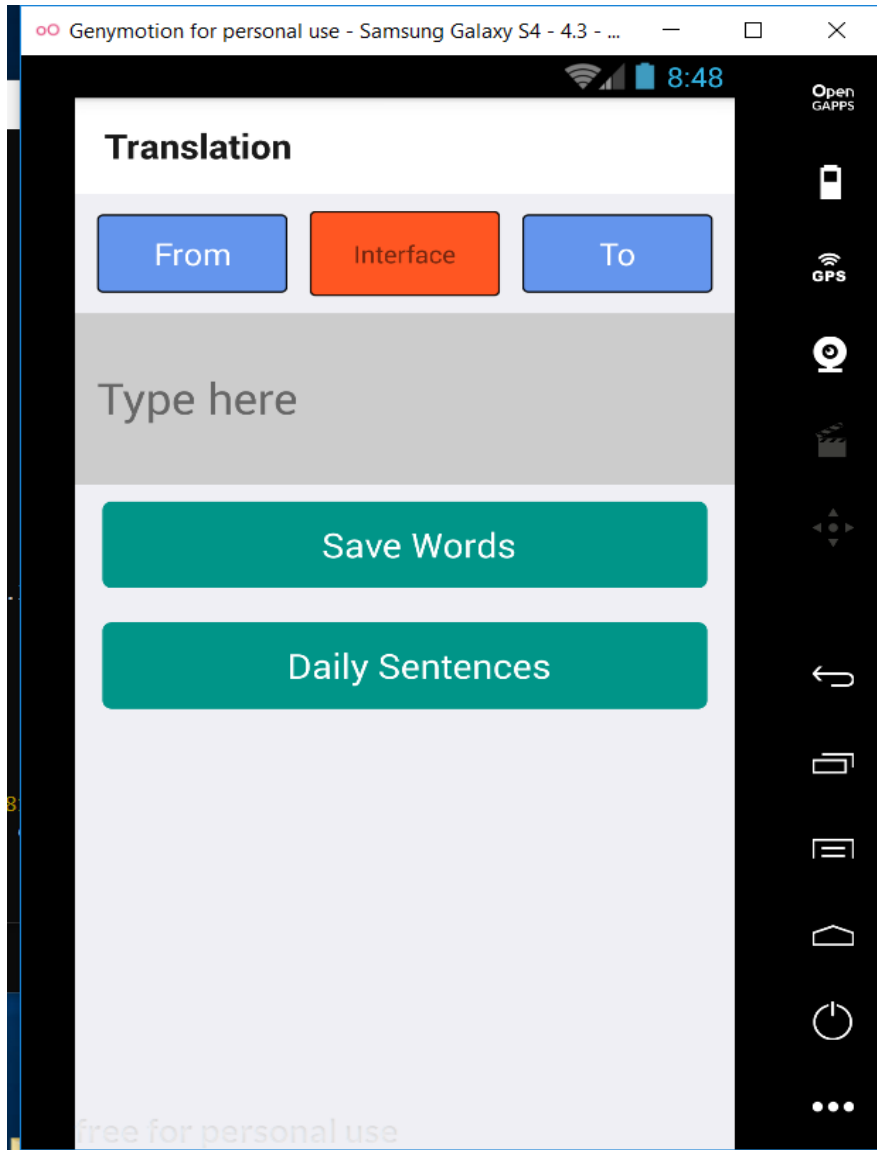 Genymotion for personal use - Samsung Galaxy S4 - 4.3 - ...
8:48
Open
GAPPS
Translation
From Interface To
GPS
Type here
Save Words
Daily Sentences
free for personal use